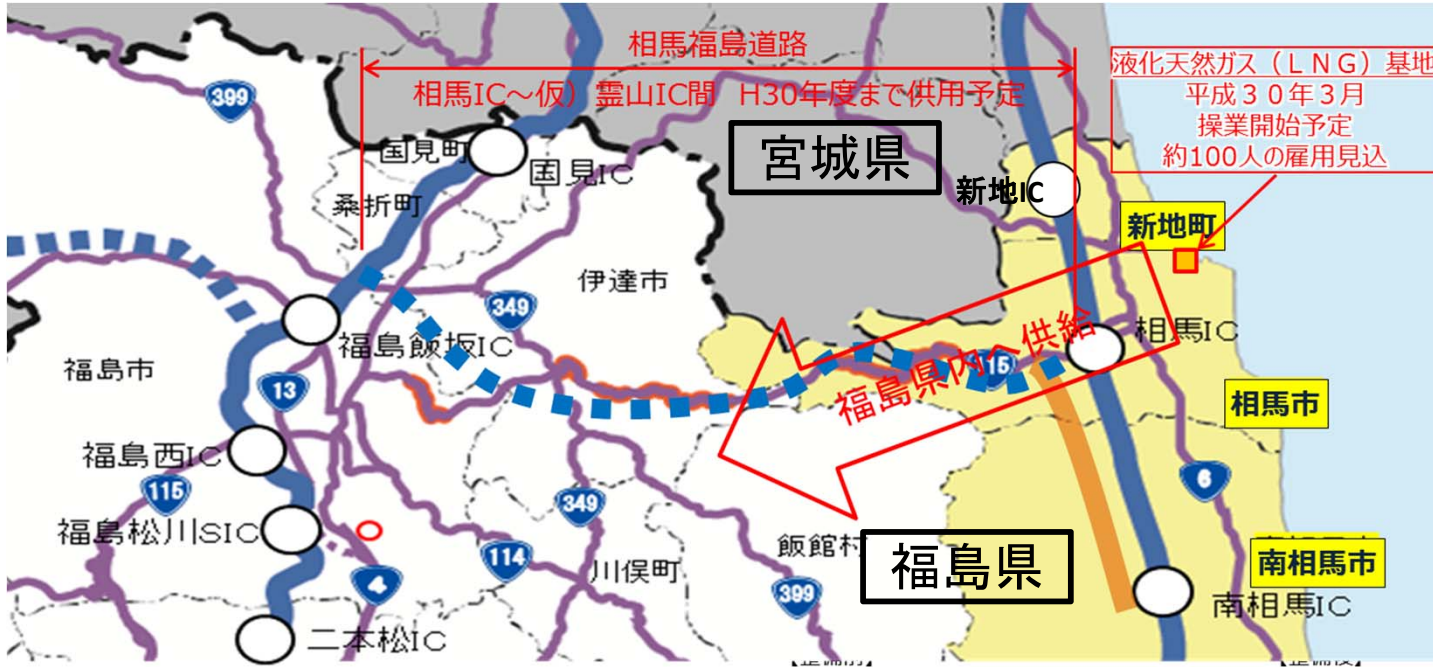 相馬福島道路
相馬IC～仮）霊山IC間　H30年度まで供用予定
液化天然ガス（ＬＮＧ）基地
平成３０年３月
操業開始予定
約100人の雇用見込
399
国見町
国見IC
宮城県
新地IC
桑折町
新地町
伊達市
349
福島飯坂IC
相馬IC
福島県内へ供給
15
福島市
13
相馬市
福島西IC
115
349
6
福島松川SIC
飯館村
福島県
南相馬市
114
川俣町
4
399
南相馬IC
二本松IC